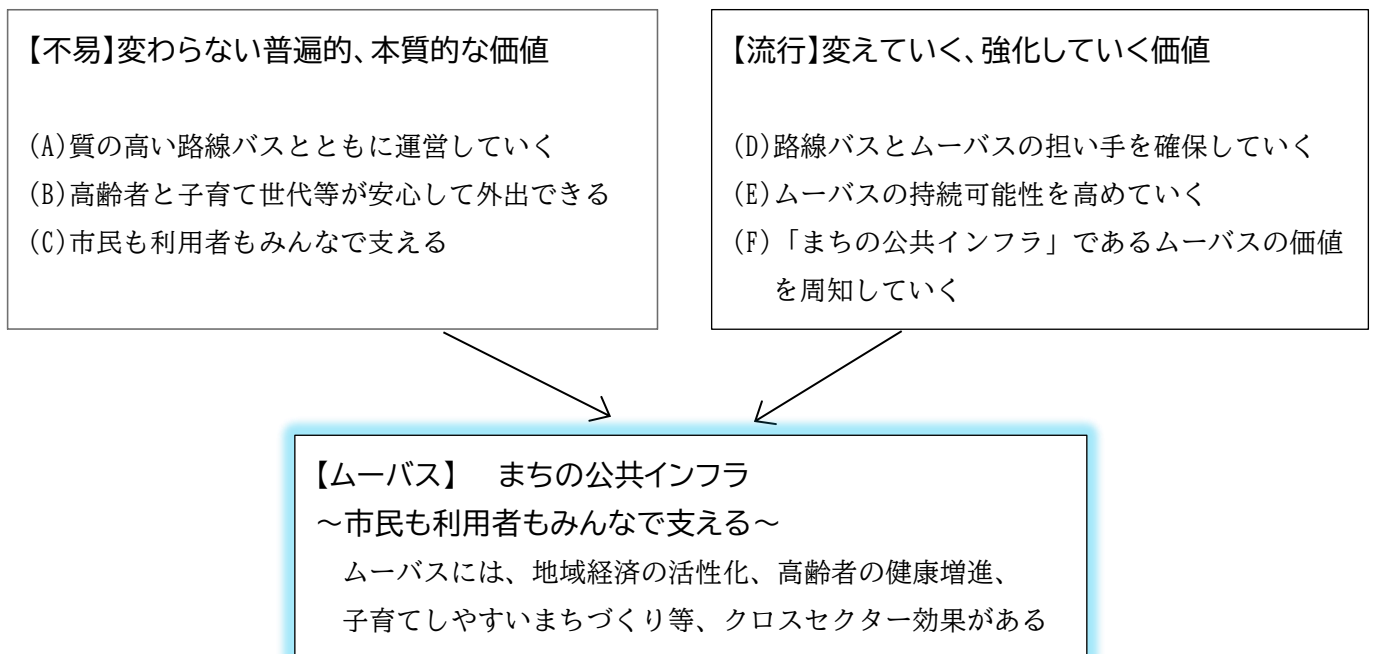 【不易】変わらない普遍的、本質的な価値
(A)質の高い路線バスとともに運営していく
(B)高齢者と子育て世代等が安心して外出できる
(C)市民も利用者もみんなで支える
【流行】変えていく、強化していく価値
(D)路線バスとムーバスの担い手を確保していく
(E)ムーバスの持続可能性を高めていく
(F)「まちの公共インフラ」であるムーバスの価値
を周知していく
【ムーバス】　まちの公共インフラ
～市民も利用者もみんなで支える～
ムーバスには、地域経済の活性化、高齢者の健康増進、
子育てしやすいまちづくり等、クロスセクター効果がある